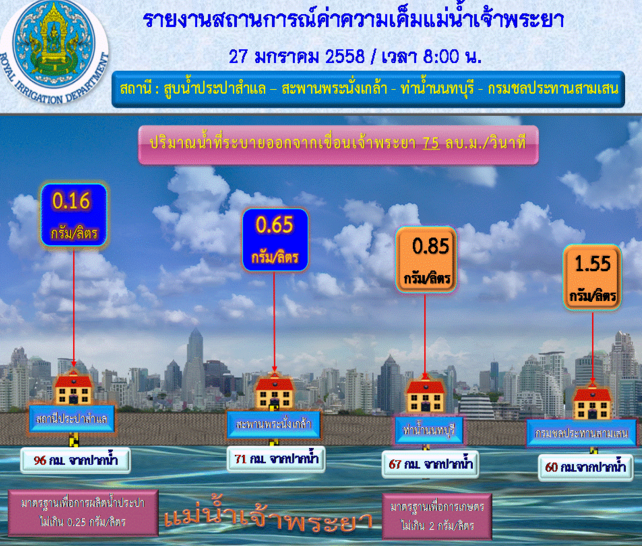 รายงานสถานการณ์ค่าความเค็มแม่น้ำเจ้าพระยา
27 มกราคม 2558 / เวลา 8:00 น.
ROYAL IRRIGATION DEPARTMENT
สถานี : สูบน้ำประปาสำแล – สะพานพระนั่งเกล้า - ท่าน้ำนนทบุรี - กรมชลประทานสามเสน
ปริมาณน้ำที่ระบายออกจากเขื่อนเจ้าพระยา 75 ลบ.ม./วินาที
0.16
กรัม/ลิตร
0.65
กรัม/ลิตร
0.85
กรัม/ลิตร
1.55
กรัม/ลิตร
สถานีประปาสำแล
สะพานพระนั่งเกล้า
ท่าน้ำนนทบุรี
กรมชลประทานสามเสน
96 กม. จากปากน้ำ
71 กม. จากปากน้ำ
67 กม. จากปากน้ำ
60 กม.จากปากน้ำ
มาตรฐานเพื่อการผลิตน้ำประปา
ไม่เกิน 0.25 กรัม/ลิตร
แม่น้ำเจ้าพระยา
มาตรฐานเพื่อการเกษตร
ไม่เกิน 2 กรัม/ลิตร